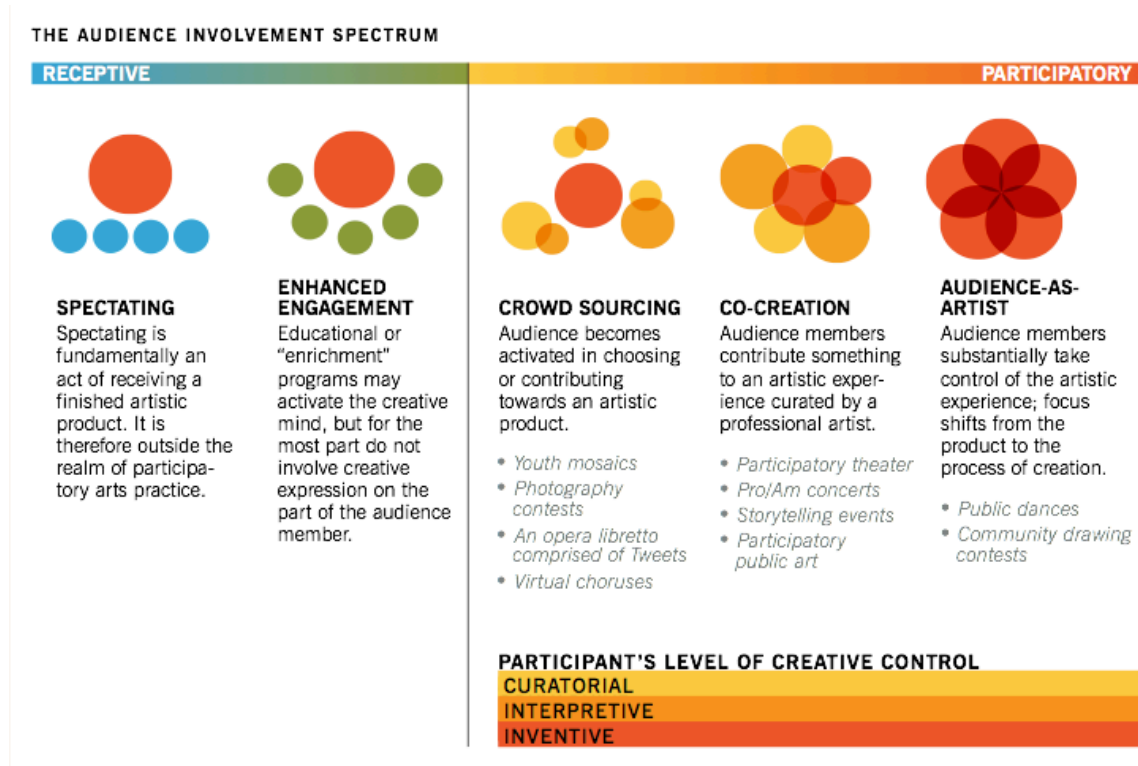 THE AUDIENCE INVOLVEMENT SPECTRUM
RECEPTIVE
PARTICIPATORY
SPECTATING
Spectating is
fundamentally an
act of receiving a
finished artistic
product. It is
therefore outside the
realm of participa-
tory arts practice.
ENHANCED
ENGAGEMENT
Educational or
“enrichment”
programs may
activate the creative
mind, but for the
most part do not
involve creative
expression on the
part of the audience
member.
CROWD SOURCING
Audience becomes
activated in choosing
or contributing
towards an artistic
product.
• Youth mosaics
• Photography
contests
• An opera libretto
comprised of Tweets
• Virtual choruses
CO-CREATION
Audience members
contribute something
to an artistic exper-
ience curated by a
professional artist.
• Participatory theater
• Pro/Am concerts
• Storytelling events
• Participatory
public art
AUDIENCE-AS-
ARTIST
Audience members
substantially take
control of the artistic
experience; focus
shifts from the
product to the
process of creation.
• Public dances
• Community drawing
contests
PARTICIPANT’S LEVEL OF CREATIVE CONTROL
CURATORIAL
INTERPRETIVE
INVENTIVE